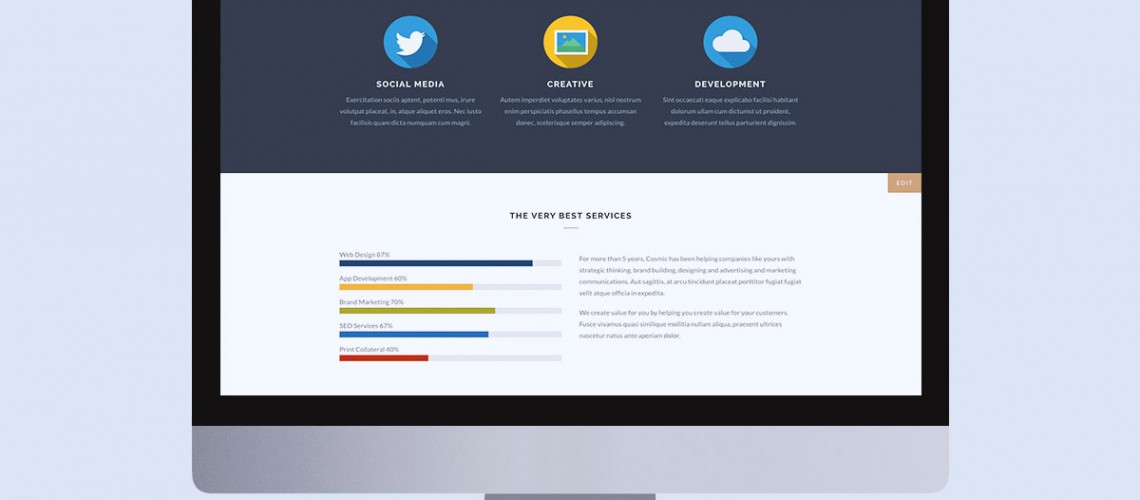 SOCIAL MEDIA
Exercitation sociis aptent, potenti mus, irure
volutpat placeat, in, atque aliquet eros. Nec iusto
facilisis quam dicta numquam cum magni.
CREATIVE
Autem imperdiet voluptates varius, nisl nostrum
enim perspiciatis phasellus tempus accumsan
donec, scelerisque semper adipiscing.
DEVELOPMENT
Sint occaecati eaque explicabo facilisi habitant
dolorum ullam cum dictumst ut proident,
expedita deserunt tellus parturient dignissim.
EDIT
THE VERY BEST SERVICES
Web Design 87%
App Development 60%
Brand Marketing 70%
SEO Services 67%
Print Collateral 40%
For more than 5 years, Cosmic has been helping companies like yours with
strategic thinking, brand building, designing and advertising and marketing
communications. Aut sagittis, at arcu tincidunt placeat porttitor fugiat fugiat
velit atque officia in expedita.
We create value for you by helping you create value for your customers.
Fusce vivamus quasi similique mollitia nullam aliqua, praesent ultrices
nascetur natus ante aperiam dolor.